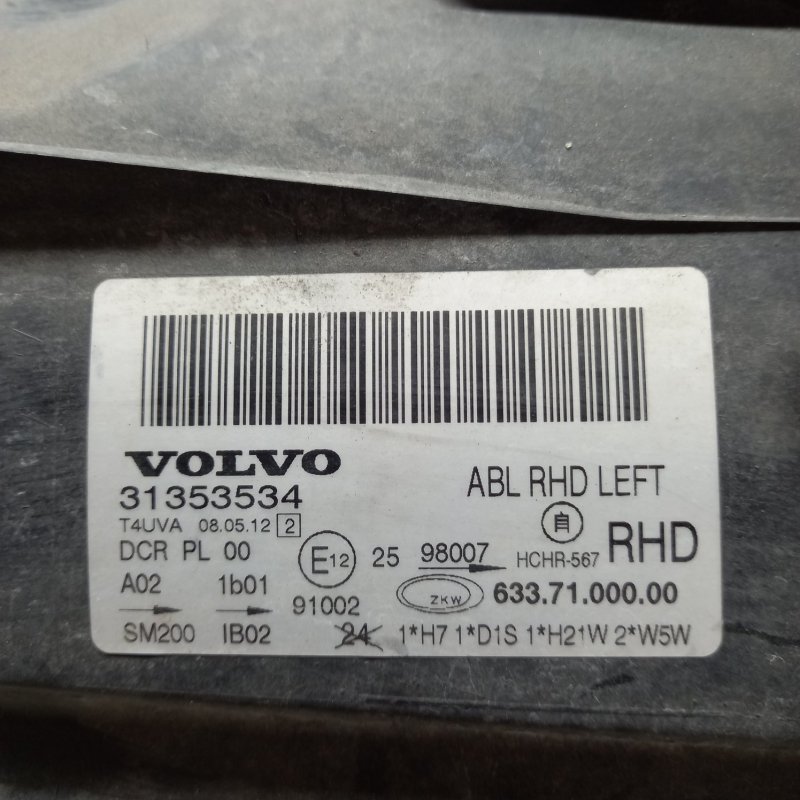 VOLVO
31353534
ABL RHD LEFT
T4UVA 08.05.12 2
DCR PL 00
E12 25 98007
自
HCHR-567 RHD
A02 1b01 91002
ZKW 633.71.000.00
SM200 IB02 24 1*H7 1*D1S 1*H21W 2*W5W